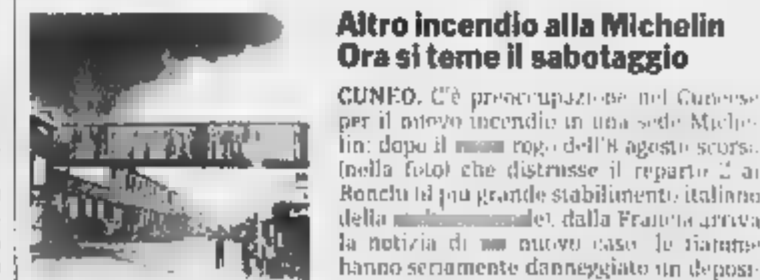 Altro incendio alla Michelin
Ora si teme il sabotaggio
CUNEO. C'è preoccupazione nel Cuneese
per il nuovo incendio in una sede Miche-
lin: dopo il rogo dell'8 agosto scorso
(nella foto) che distrusse il reparto Z ai
Ronchi (il più grande stabilimento italiano
della dalla Francia arriva
la notizia di nuovo caso: le fiamme
hanno seriamente danneggiato un deposi-